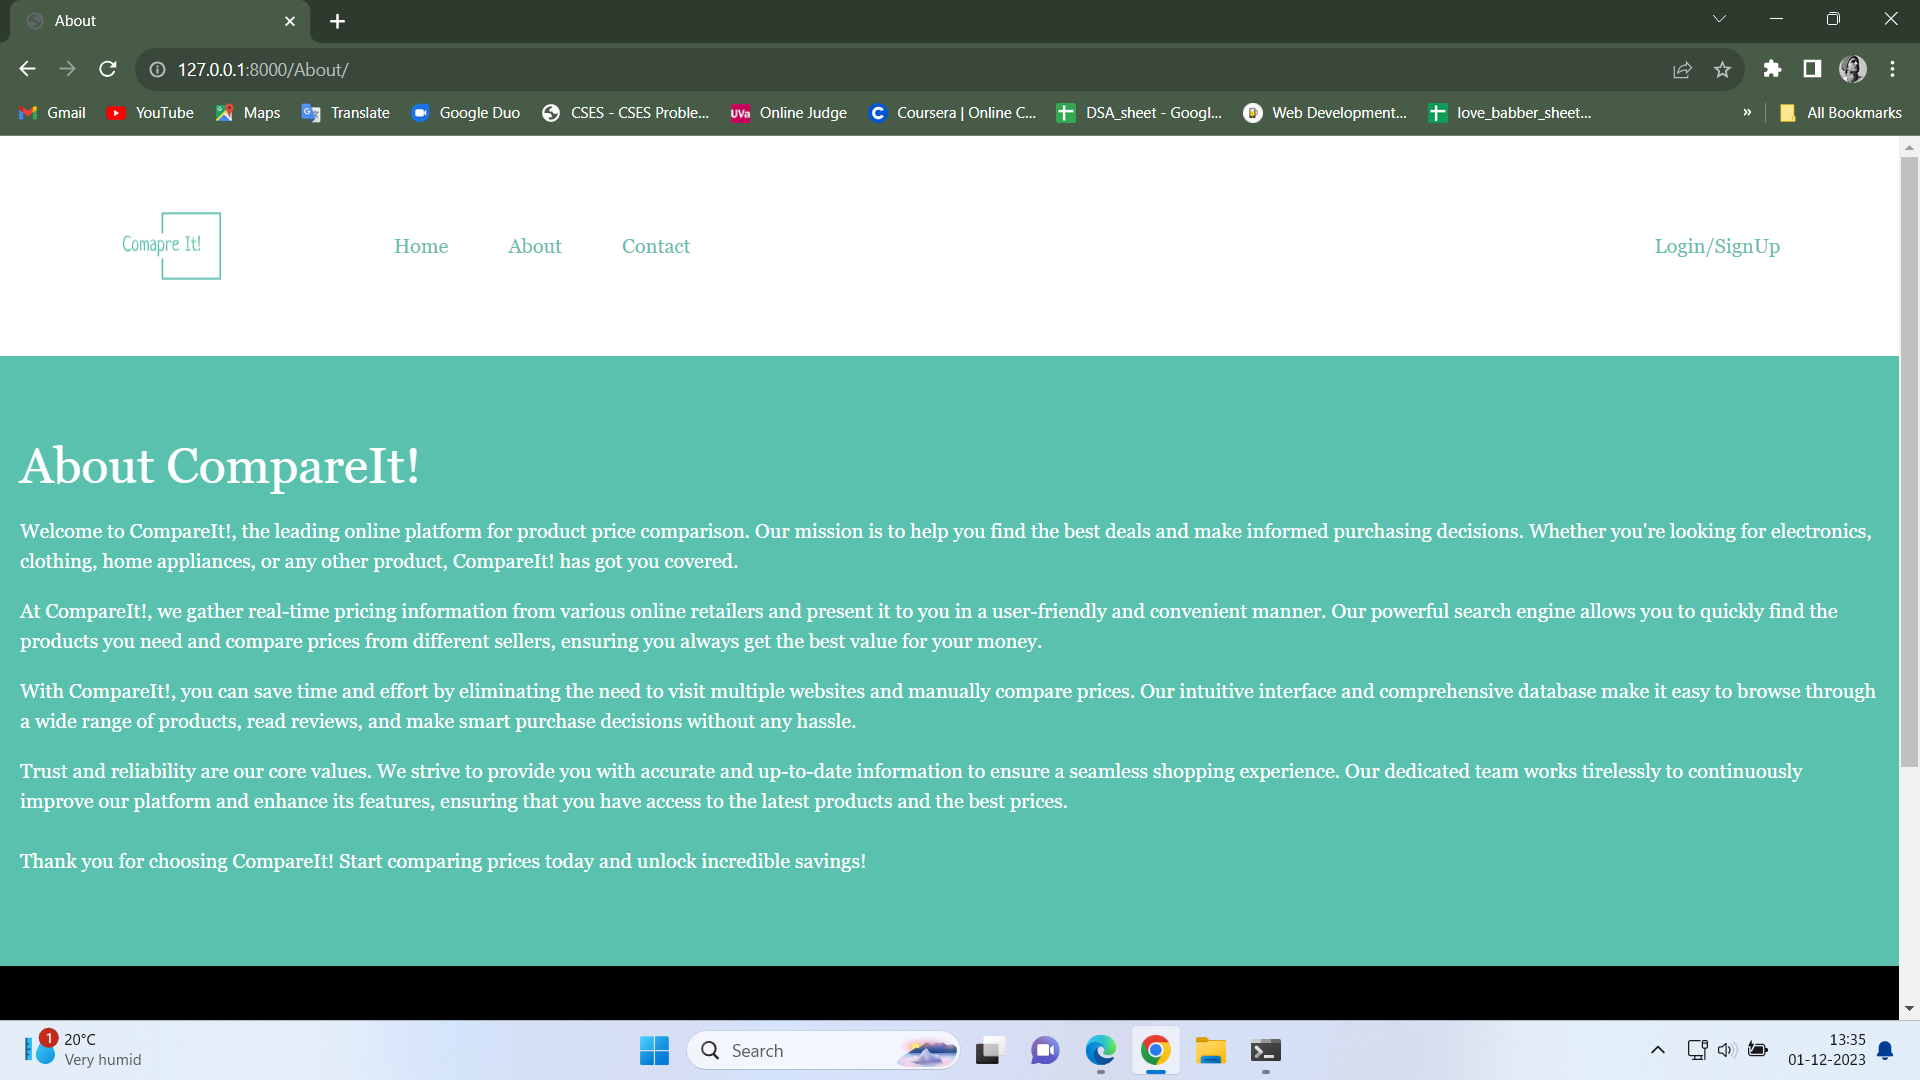 About
127.0.0.1:8000/About/
Gmail YouTube Maps Translate Google Duo CSES - CSES Proble... Online Judge Coursera | Online C... DSA_sheet - Googl... Web Development... love_babber_sheet... » All Bookmarks
Comapre It! Home About Contact Login/SignUp
About CompareIt!
Welcome to CompareIt!, the leading online platform for product price comparison. Our mission is to help you find the best deals and make informed purchasing decisions. Whether you're looking for electronics,
clothing, home appliances, or any other product, CompareIt! has got you covered.
At CompareIt!, we gather real-time pricing information from various online retailers and present it to you in a user-friendly and convenient manner. Our powerful search engine allows you to quickly find the
products you need and compare prices from different sellers, ensuring you always get the best value for your money.
With CompareIt!, you can save time and effort by eliminating the need to visit multiple websites and manually compare prices. Our intuitive interface and comprehensive database make it easy to browse through
a wide range of products, read reviews, and make smart purchase decisions without any hassle.
Trust and reliability are our core values. We strive to provide you with accurate and up-to-date information to ensure a seamless shopping experience. Our dedicated team works tirelessly to continuously
improve our platform and enhance its features, ensuring that you have access to the latest products and the best prices.
Thank you for choosing CompareIt! Start comparing prices today and unlock incredible savings!
1 20°C
Very humid
Search
13:35
01-12-2023